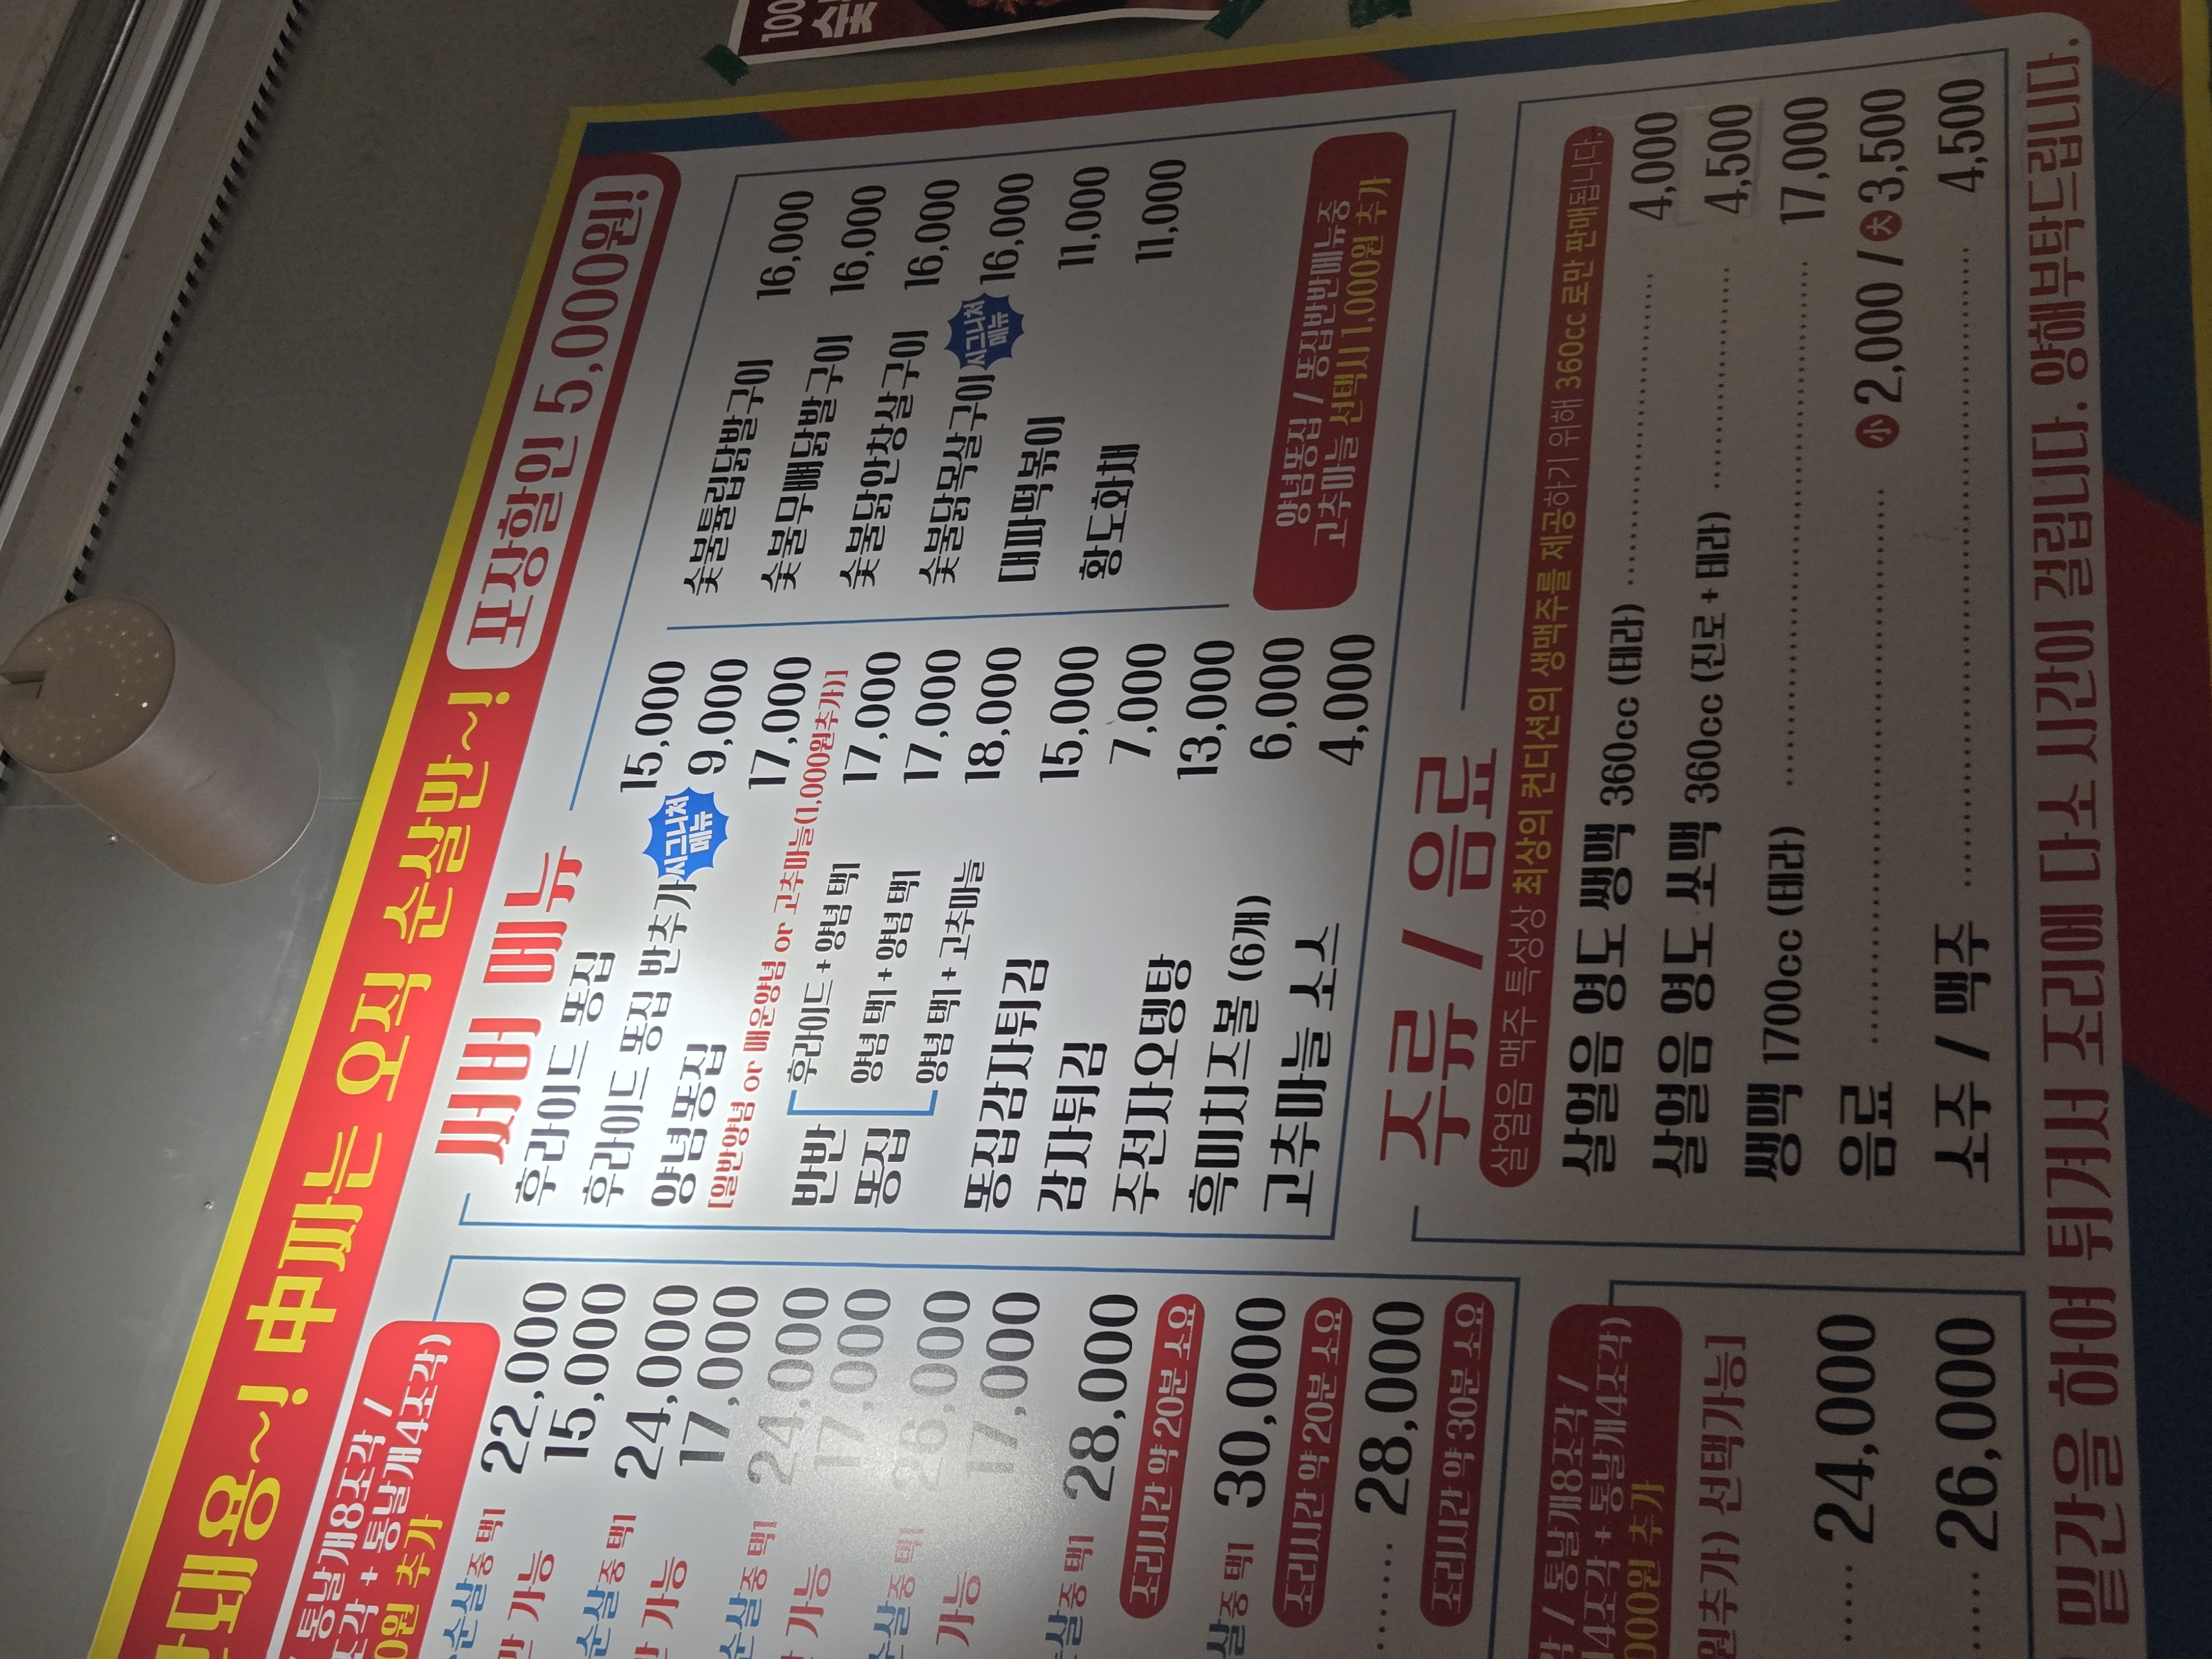 돼용~! 中짜는 오직 순살만~! 포장할인 5,000원!
/ 통날개8조각 /
조각 + 통날개4조각)
0원 추가
순살중 택1 22,000
만 가능 15,000
순살중 택1 24,000
만 가능 17,000
순살중 택1 24,000
가능 17,000
순살중 택1 26,000
가능 17,000
순살중 택1 28,000
조리시간 약 20분 소요
살중 택1 30,000
조리시간 약 20분 소요
28,000
조리시간 약 30분 소요
각 / 통날개8조각 /
4조각 + 통날개4조각)
000원 추가
원추가) 선택가능]
24,000
26,000
써버 메뉴
후라이드 똥집 15,000
후라이드 똥집 반추가 9,000
시그니처
메뉴
양념똥집 17,000
[일반양념 or 매운양념 or 고추마늘(1,000원추가)]
반반
똥집
후라이드 + 양념 택1 17,000
양념 택1 + 양념 택1 17,000
양념 택1 + 고추마늘 18,000
똥집감자튀김 15,000
감자튀김 7,000
주전자오뎅탕 13,000
흑미치즈볼 (6개) 6,000
고추마늘 소스 4,000
숯불튤립닭발구이 16,000
숯불무뼈닭발구이 16,000
숯불닭안창살구이 16,000
숯불닭목살구이 16,000
시그니처
메뉴
대파떡볶이 11,000
황도화채 11,000
양념똥집 / 똥집반반메뉴중
고추마늘 선택시 1,000원 추가
주류 / 음료
살얼음 맥주 특성상 최상의 컨디션의 생맥주를 제공하기 위해 360cc 로만 판매됩니다.
살얼음 영도 쌩맥 360cc (테라) 4,000
살얼음 영도 쏘맥 360cc (진로 + 테라) 4,500
쌩맥 1700cc (테라) 17,000
음료 小 2,000 / 大 3,500
소주 / 맥주 4,500
밑간을 하여 튀겨서 조리에 다소 시간이 걸립니다. 양해부탁드립니다.
100
숯